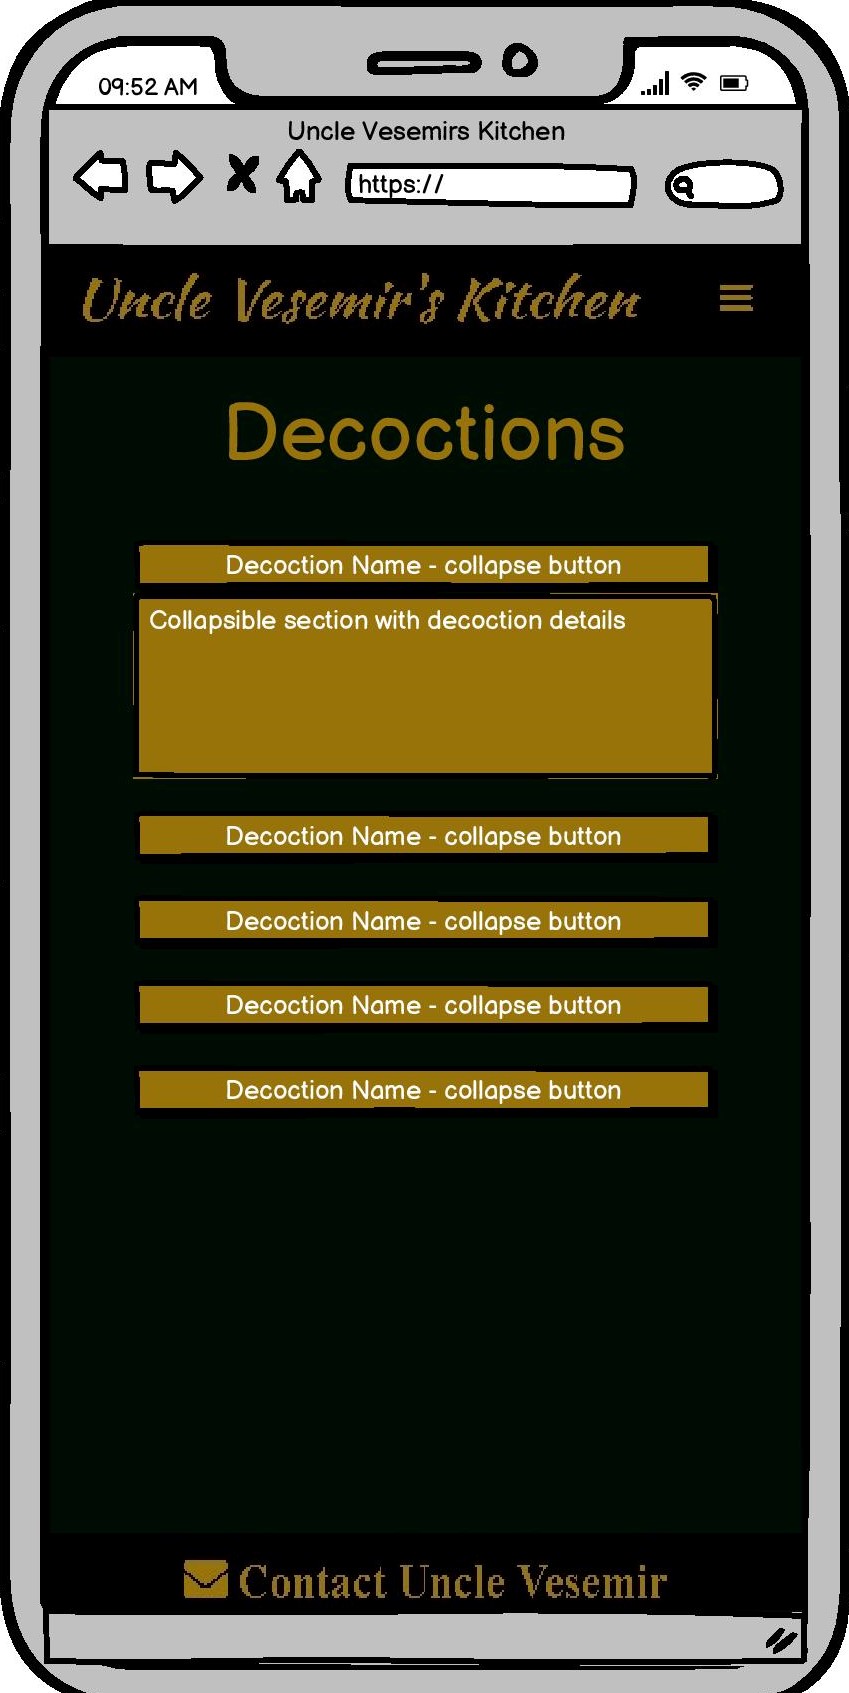 09:52 AM
Uncle Vesemirs Kitchen
https://
Uncle Vesemir's Kitchen
Decoctions
Decoction Name - collapse button
Collapsible section with decoction details
Decoction Name - collapse button
Decoction Name - collapse button
Decoction Name - collapse button
Decoction Name - collapse button
Contact Uncle Vesemir